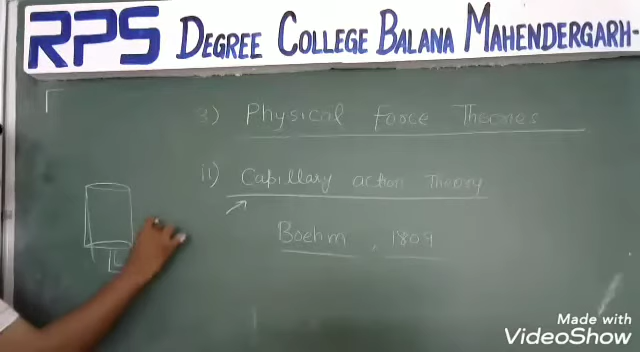 RPS DEGREE COLLEGE BALANA MAHENDERGARH-
3) Physical Force Theories
ii) Capillary action Theory
Boehm, 1809
Made with
VideoShow